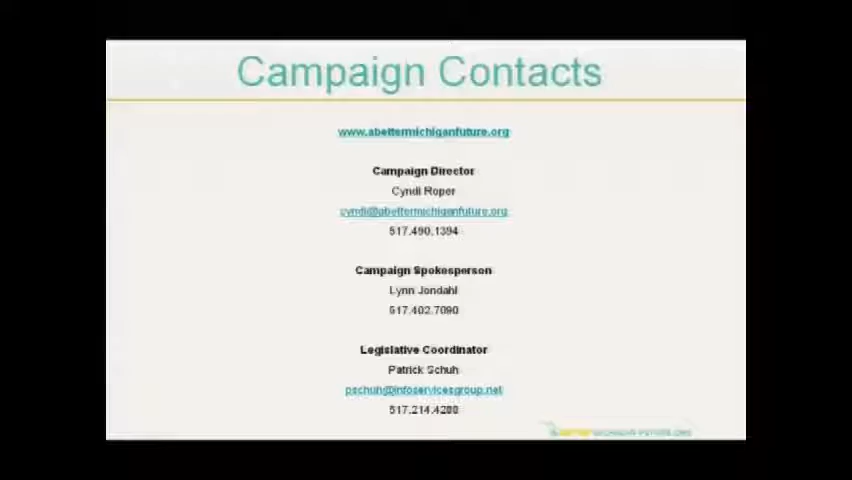 Campaign Contacts
www.abettermichiganfuture.org
Campaign Director
Cyndi Roper
cyndi@abettermichiganfuture.org
517.490.1394
Campaign Spokesperson
Lynn Jondahl
517.402.7090
Legislative Coordinator
Patrick Schuh
pschuh@infoservicesgroup.net
517.214.4200